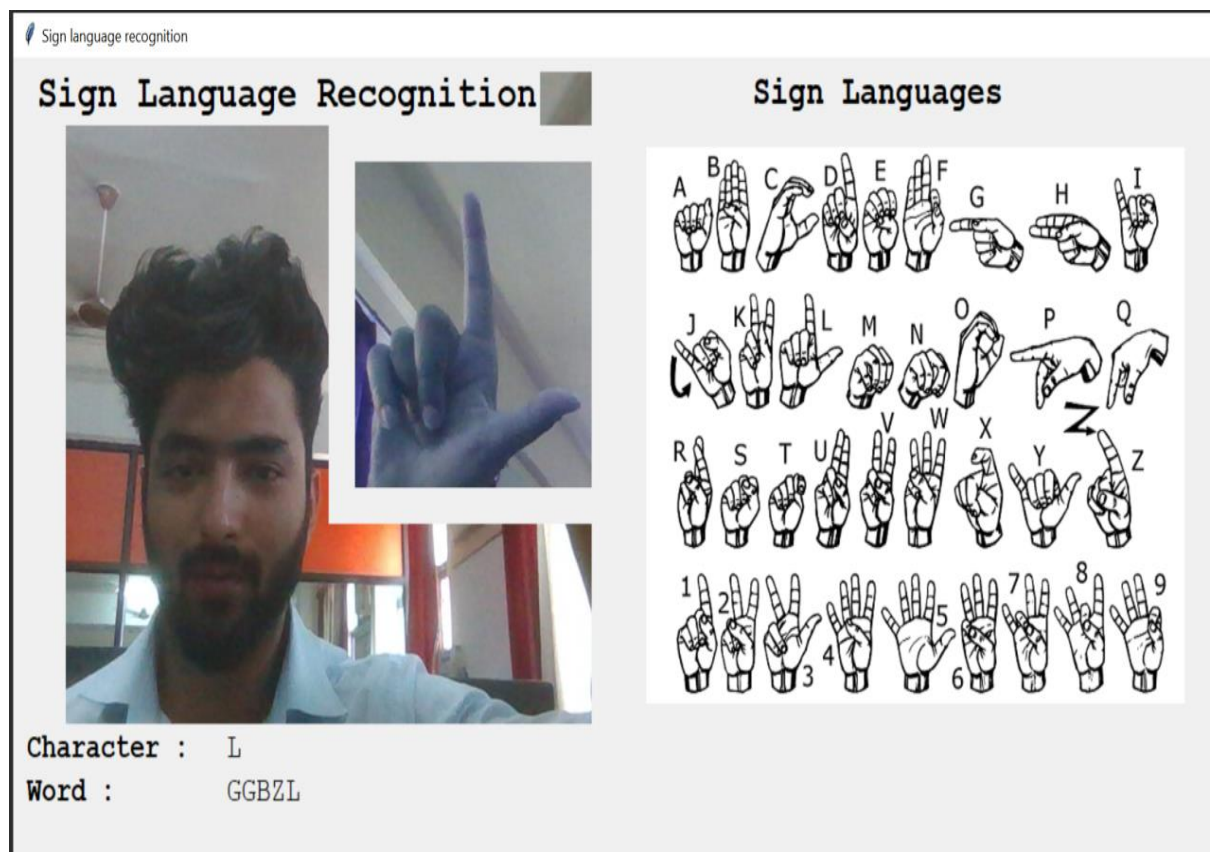 Sign language recognition
Sign Language Recognition
Character : L
Word : GGBZL
Sign Languages
A B C D E F G H I
J K L M N O P Q
R S T U V W X Y Z
1 2 3 4 5 6 7 8 9